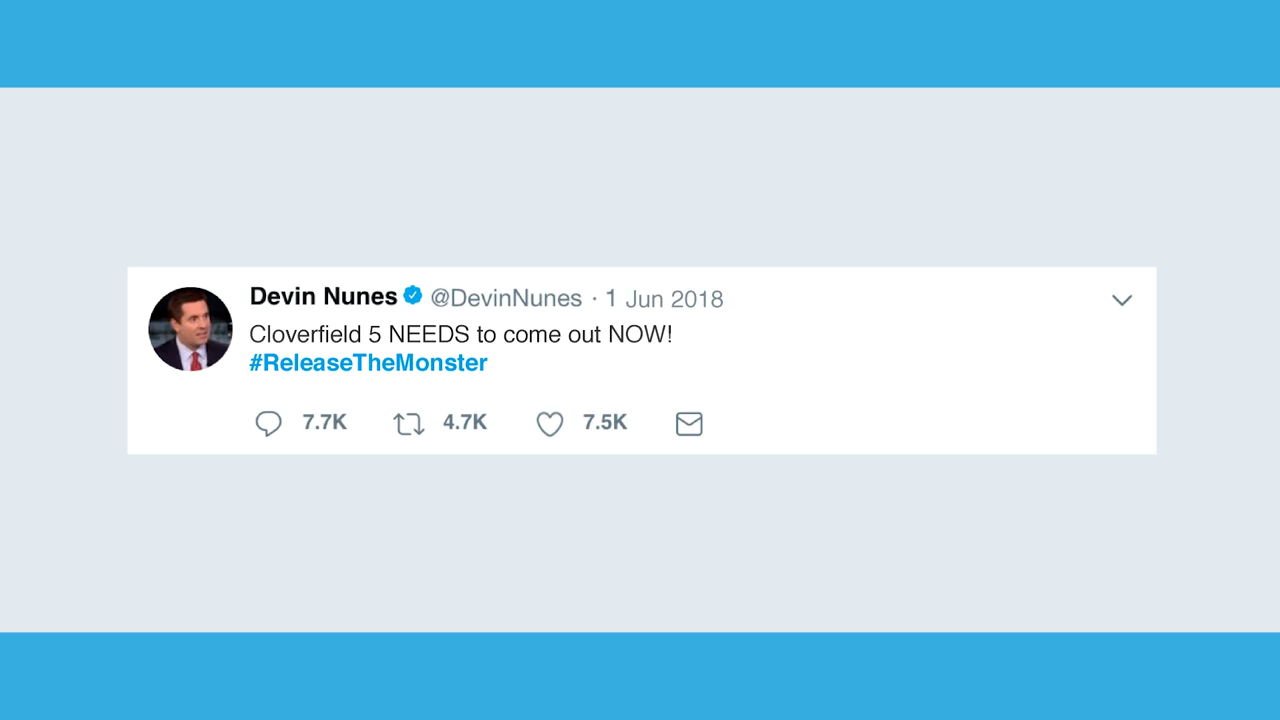 Devin Nunes @DevinNunes · 1 Jun 2018
Cloverfield 5 NEEDS to come out NOW!
#ReleaseTheMonster
7.7K 4.7K 7.5K